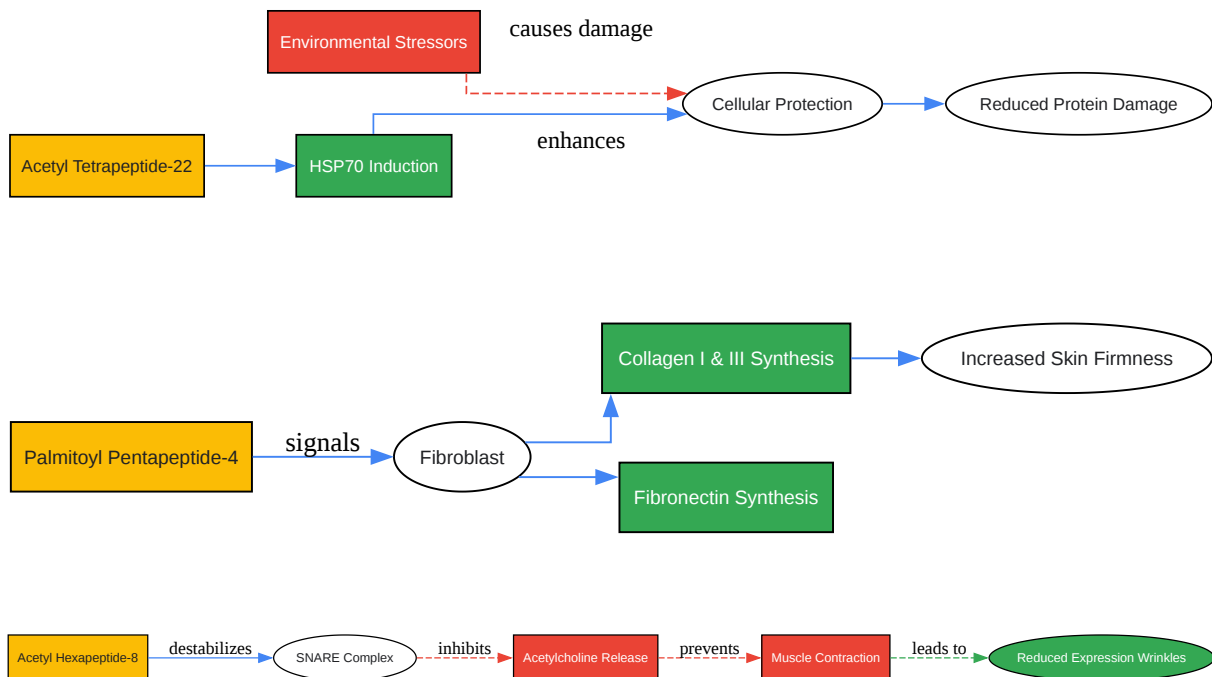 causes damage
Environmental Stressors
Cellular Protection
Reduced Protein Damage
enhances
Acetyl Tetrapeptide-22
HSP70 Induction
Collagen I & III Synthesis
Increased Skin Firmness
signals
Palmitoyl Pentapeptide-4
Fibroblast
Fibronectin Synthesis
destabilizes
inhibits
prevents
leads to
Acetyl Hexapeptide-8
SNARE Complex
Acetylcholine Release
Muscle Contraction
Reduced Expression Wrinkles